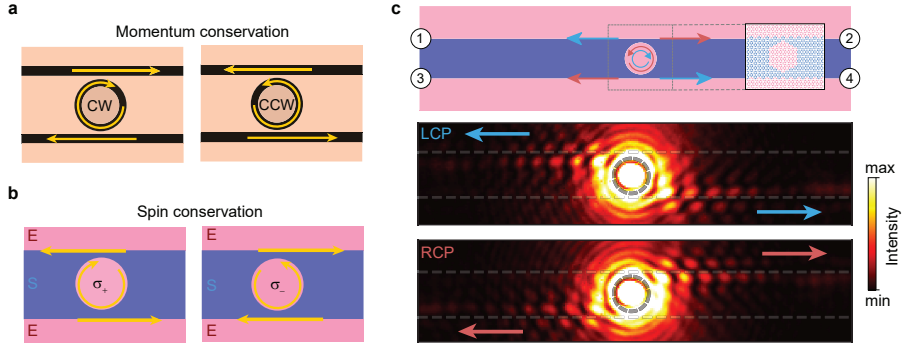 a
Momentum conservation
CW
CCW
b
Spin conservation
E
S
E
σ+
E
S
E
σ−
c
1
2
3
4
LCP
RCP
max
Intensity
min